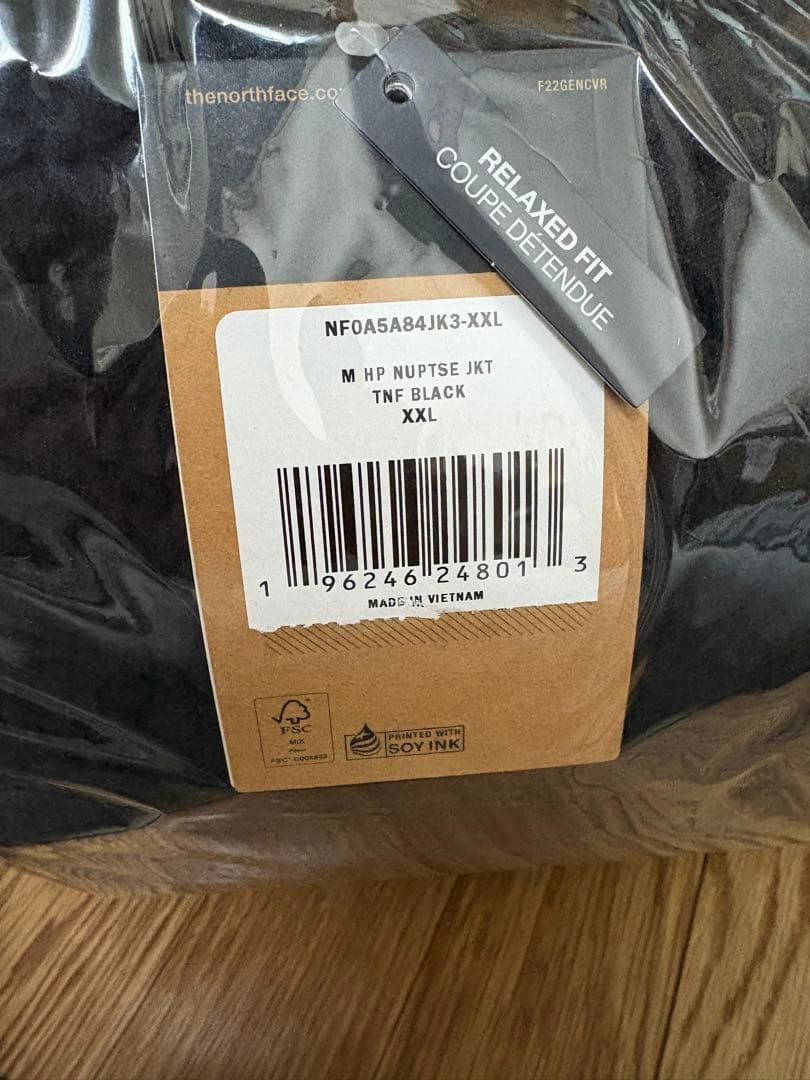 thenorthface.co
F22GENCVR
RELAXED FIT
COUPE DÉTENDUE
NF0A5A84JK3-XXL
M HP NUPTSE JKT
TNF BLACK
XXL
1 96246 24801 3
MADE IN VIETNAM
FSC
MIX
Paper
PRINTED WITH
SOY INK